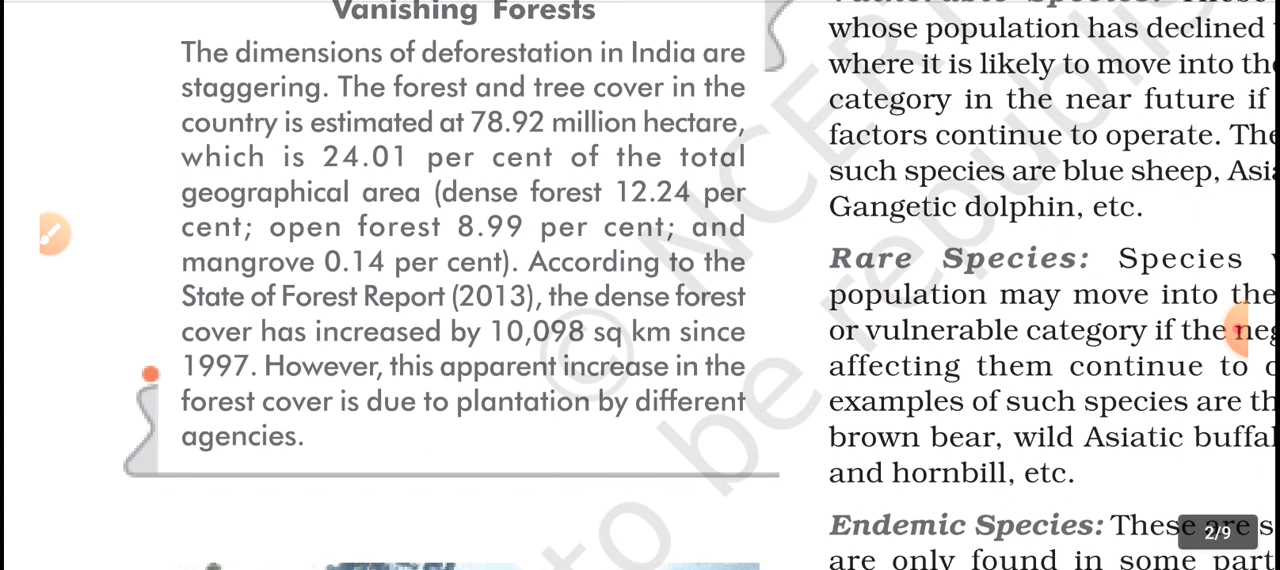 Vanishing Forests
The dimensions of deforestation in India are
staggering. The forest and tree cover in the
country is estimated at 78.92 million hectare,
which is 24.01 per cent of the total
geographical area (dense forest 12.24 per
cent; open forest 8.99 per cent; and
mangrove 0.14 per cent). According to the
State of Forest Report (2013), the dense forest
cover has increased by 10,098 sq km since
1997. However, this apparent increase in the
forest cover is due to plantation by different
agencies.
Species: These
whose population has declined
where it is likely to move into the
category in the near future if
factors continue to operate. The
such species are blue sheep,
Gangetic dolphin, etc.
Rare Species: Species
population may move into the
or vulnerable category if the neg
affecting them continue to
examples of such species are th
brown bear, wild Asiatic buffal
and hornbill, etc.
Endemic Species: These are s
are only found in some part
2/9
© NCERT
to be republi